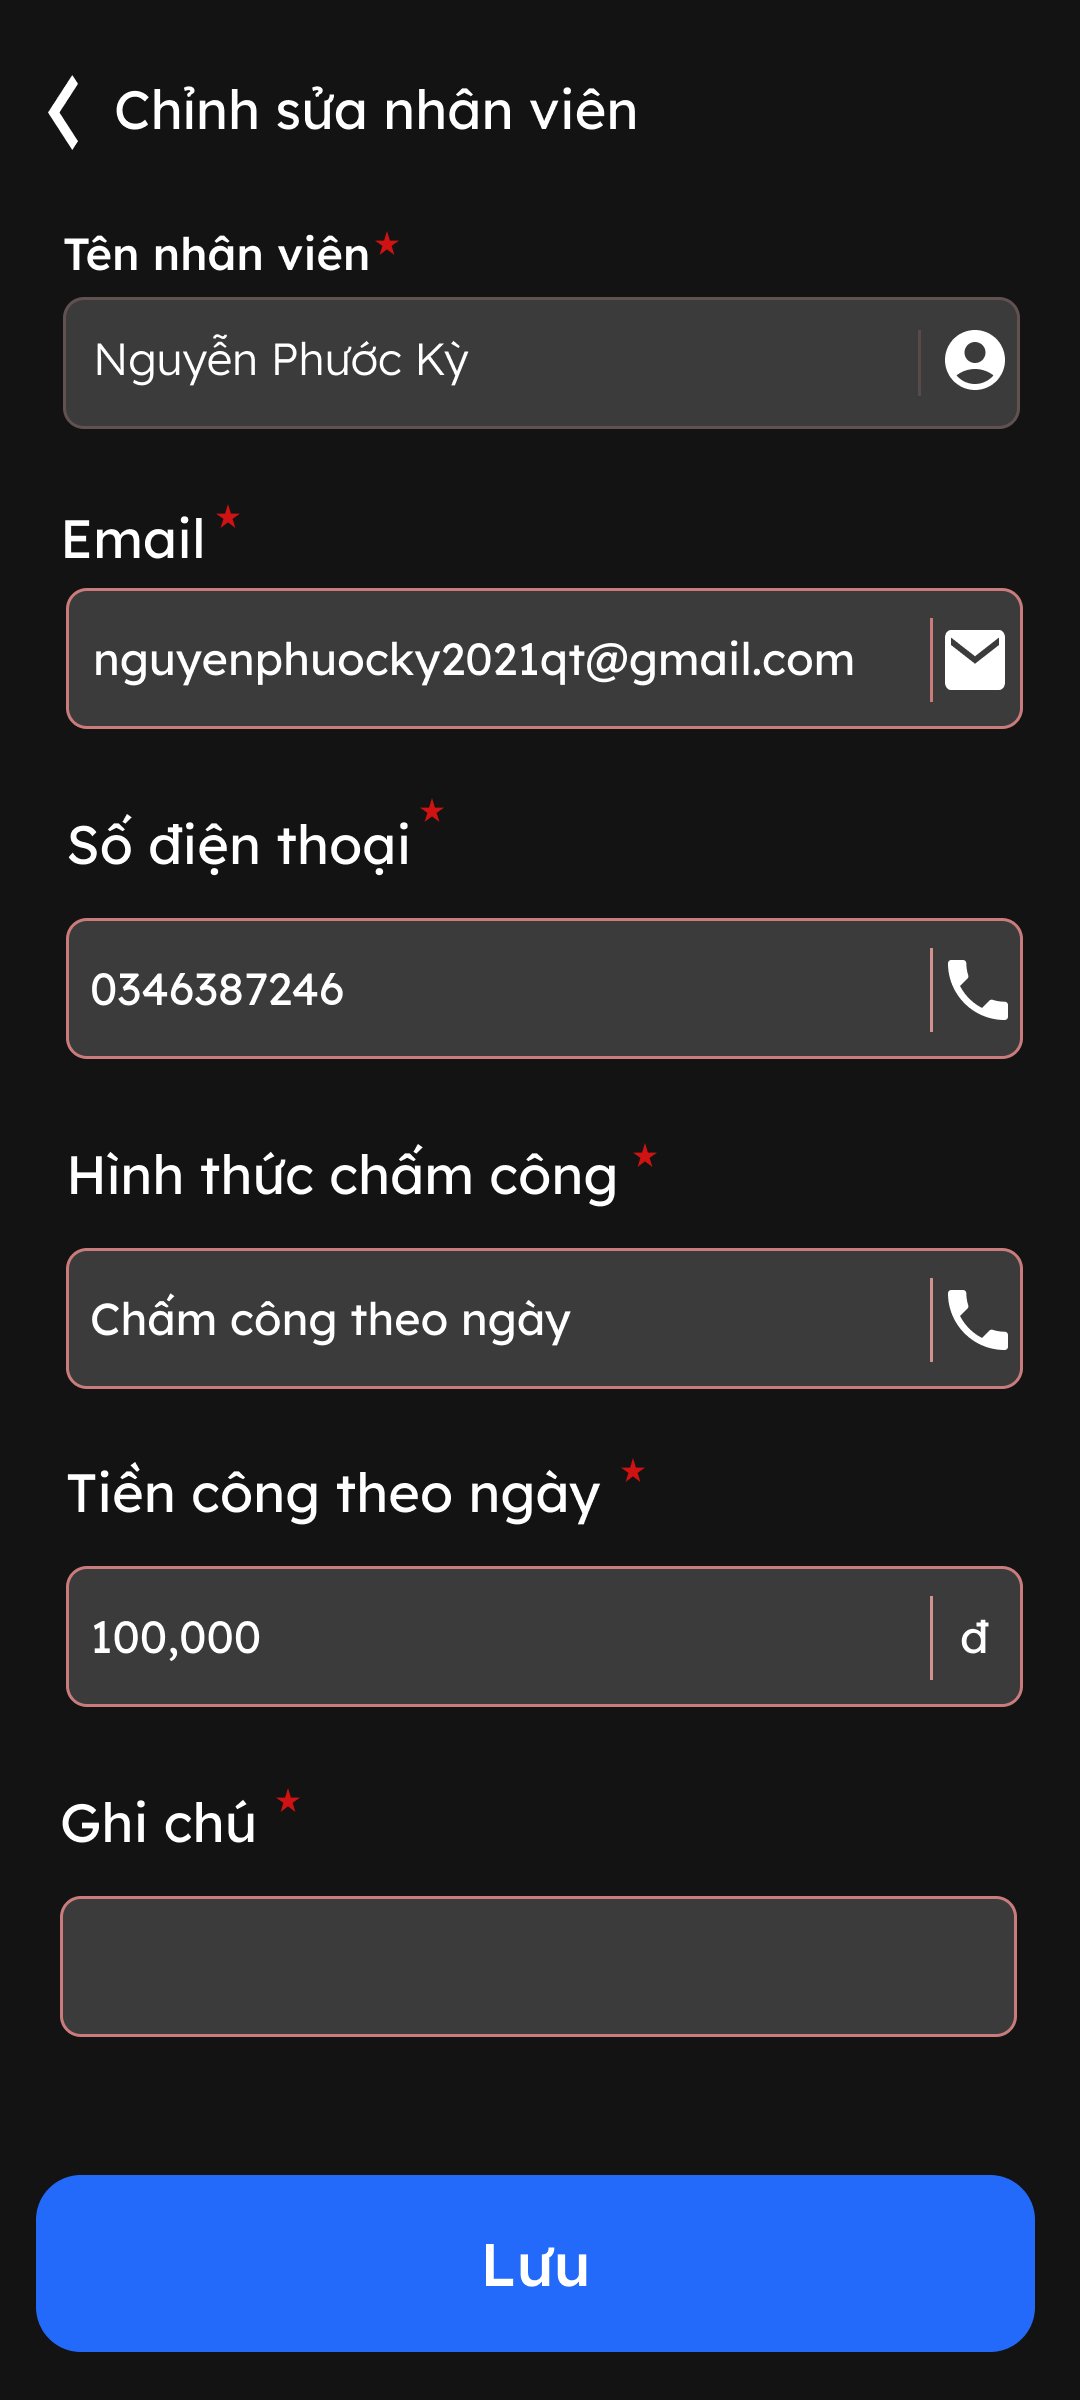 Chỉnh sửa nhân viên
Tên nhân viên
Nguyễn Phước Kỳ
Email
nguyenphuocky2021qt@gmail.com
Số điện thoại
0346387246
Hình thức chấm công
Chấm công theo ngày
Tiền công theo ngày
100,000 đ
Ghi chú
Lưu